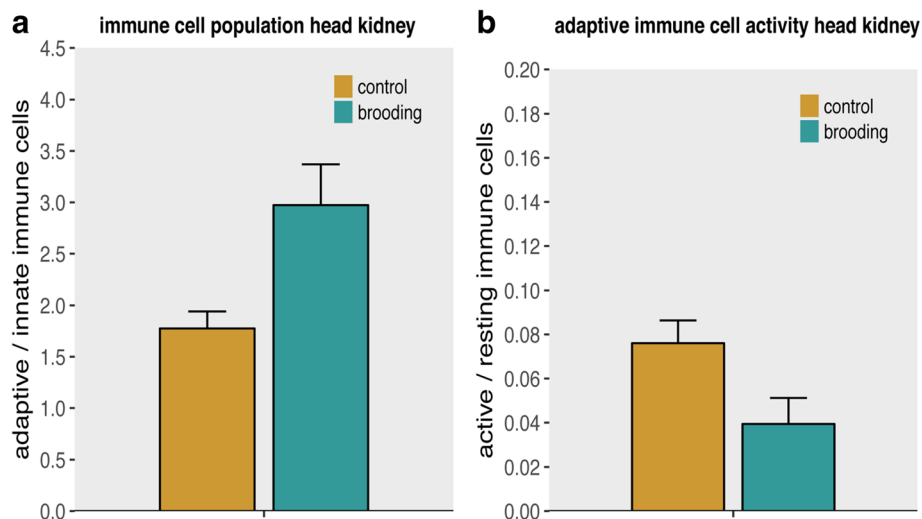 a
immune cell population head kidney
adaptive / innate immune cells
4.5
4.0
3.5
3.0
2.5
2.0
1.5
1.0
0.5
0.0
control
brooding
b
adaptive immune cell activity head kidney
active / resting immune cells
0.20
0.18
0.16
0.14
0.12
0.10
0.08
0.06
0.04
0.02
0.00
control
brooding